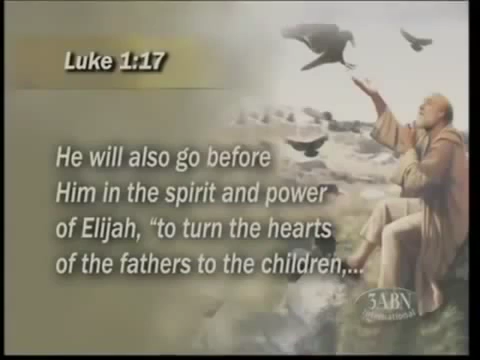 Luke 1:17
He will also go before
Him in the spirit and power
of Elijah, “to turn the hearts
of the fathers to the children,...
3ABN
International